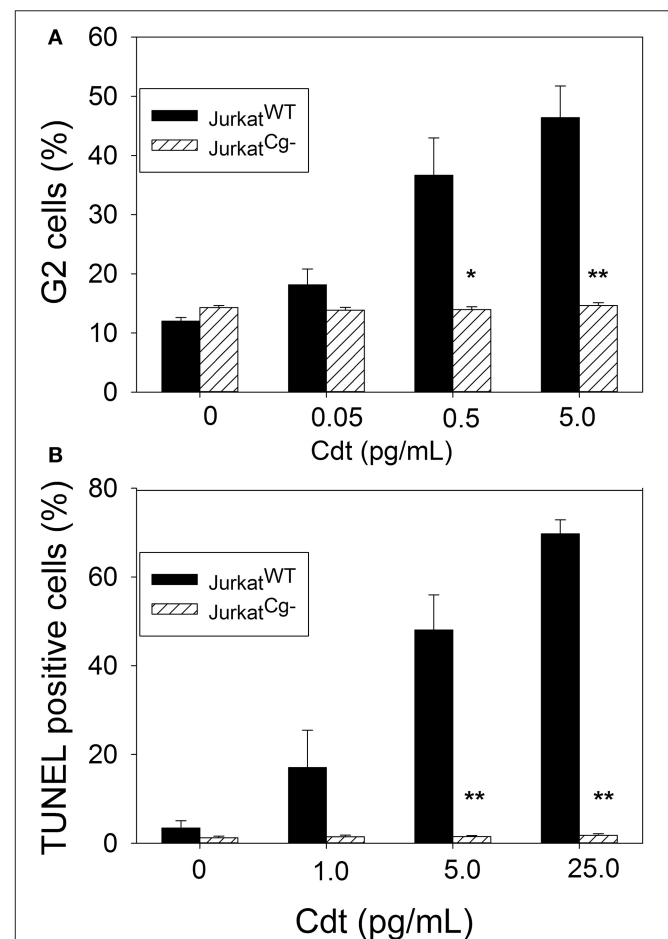 A
60
50
40
30
20
10
0
G2 cells (%)
JurkatWT
JurkatCg-
*
**
0 0.05 0.5 5.0
Cdt (pg/mL)
B
80
60
40
20
0
TUNEL positive cells (%)
JurkatWT
JurkatCg-
**
**
0 1.0 5.0 25.0
Cdt (pg/mL)